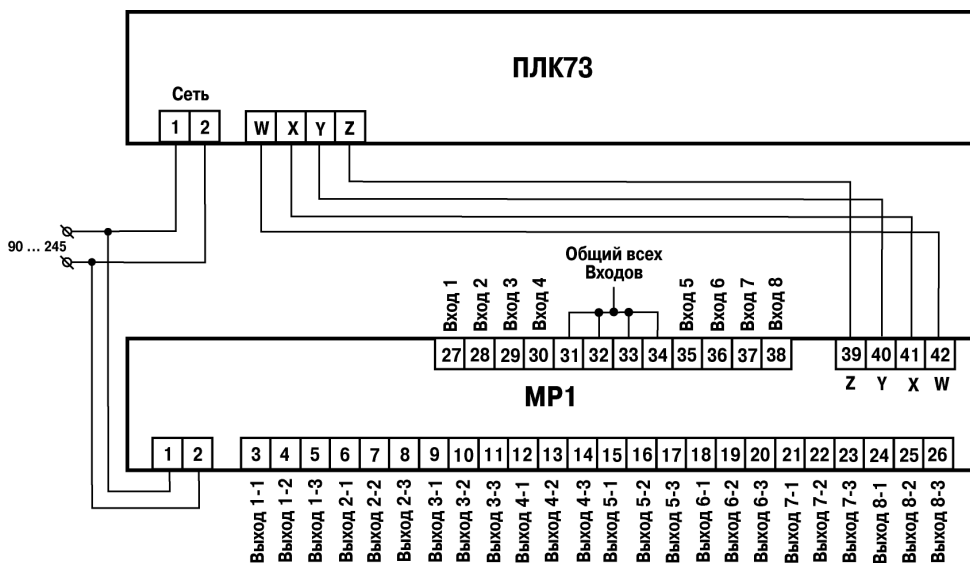 ПЛК73
Сеть
1 2 W X Y Z
90 ... 245
Общий всех
Входов
Вход 1
Вход 2
Вход 3
Вход 4
Вход 5
Вход 6
Вход 7
Вход 8
27 28 29 30 31 32 33 34 35 36 37 38 39 40 41 42
Z Y X W
МР1
1 2 3 4 5 6 7 8 9 10 11 12 13 14 15 16 17 18 19 20 21 22 23 24 25 26
Выход 1-1
Выход 1-2
Выход 1-3
Выход 2-1
Выход 2-2
Выход 2-3
Выход 3-1
Выход 3-2
Выход 3-3
Выход 4-1
Выход 4-2
Выход 4-3
Выход 5-1
Выход 5-2
Выход 5-3
Выход 6-1
Выход 6-2
Выход 6-3
Выход 7-1
Выход 7-2
Выход 7-3
Выход 8-1
Выход 8-2
Выход 8-3